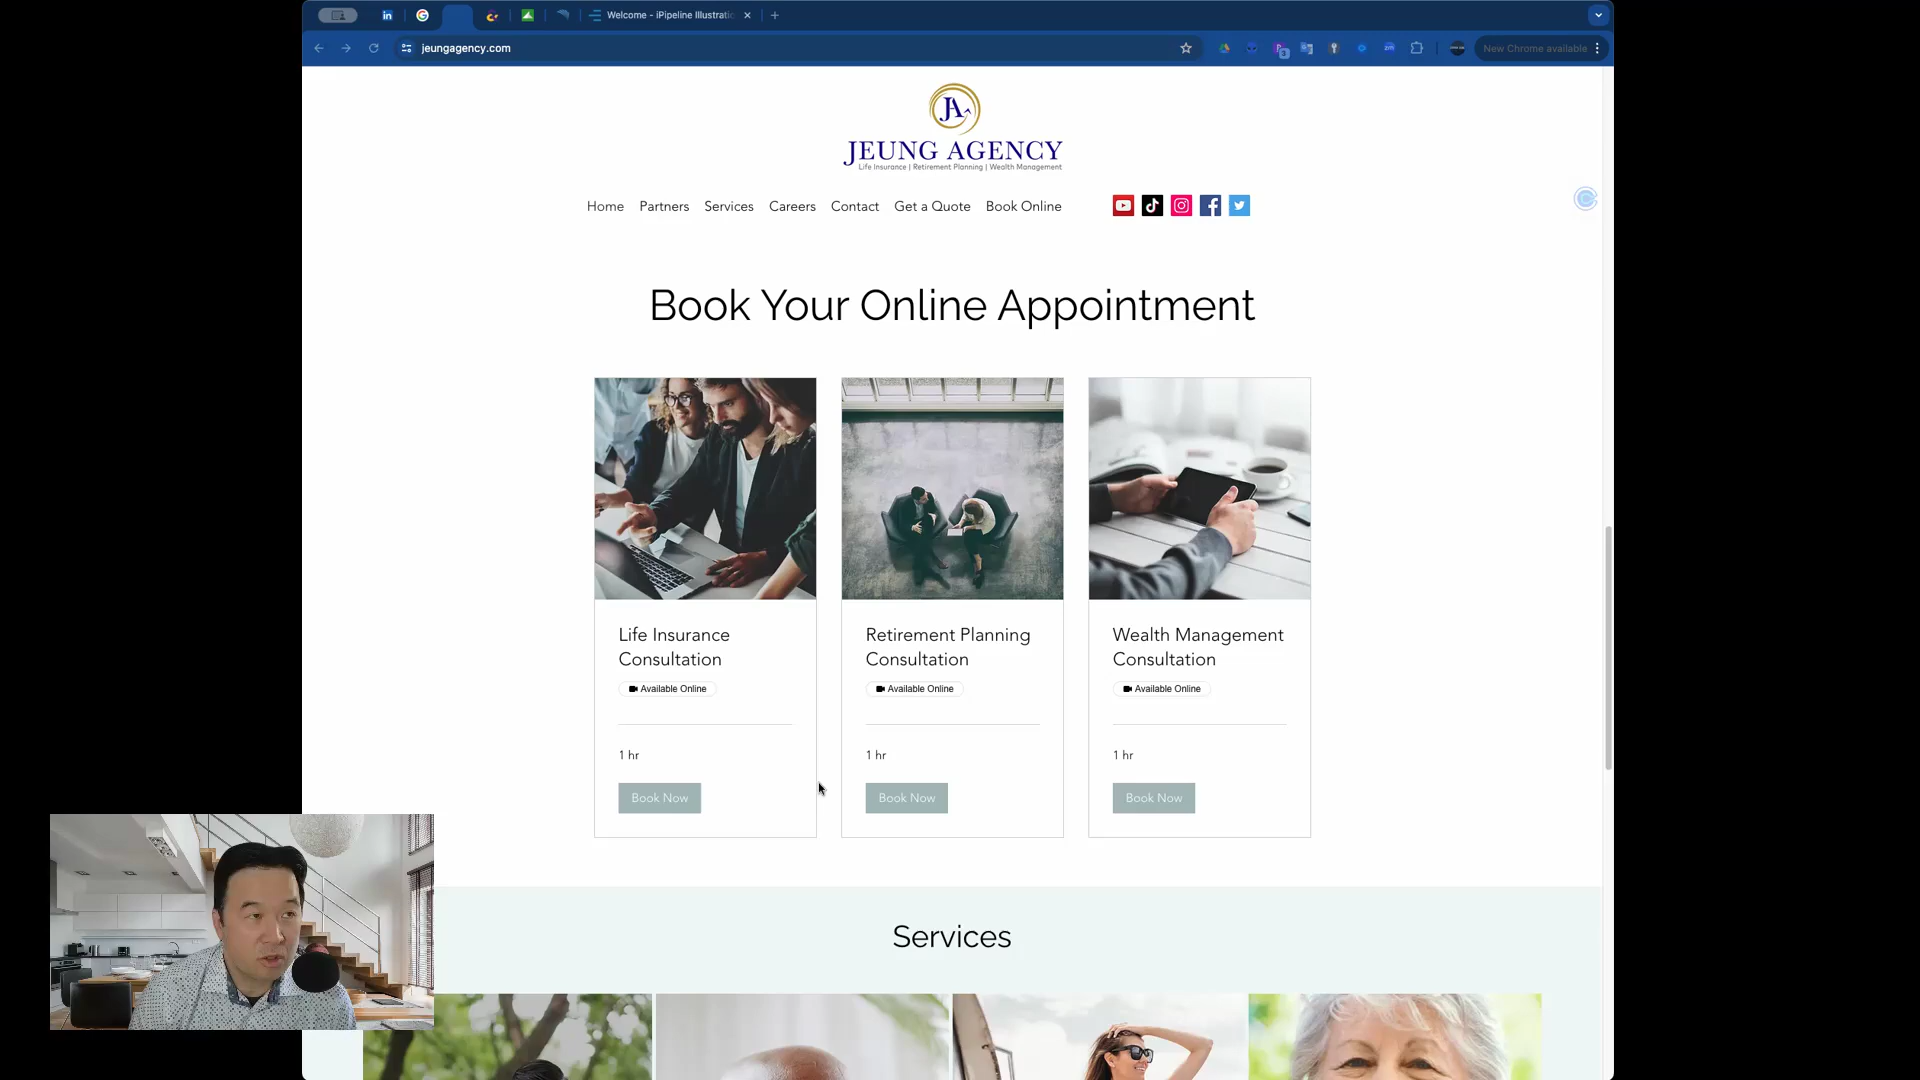 Welcome - iPipeline Illustratic
jeungagency.com
New Chrome available
JA
JEUNG AGENCY
Life Insurance | Retirement Planning | Wealth Management
Home Partners Services Careers Contact Get a Quote Book Online
Book Your Online Appointment
Life Insurance
Consultation
Available Online
1 hr
Book Now
Retirement Planning
Consultation
Available Online
1 hr
Book Now
Wealth Management
Consultation
Available Online
1 hr
Book Now
Services